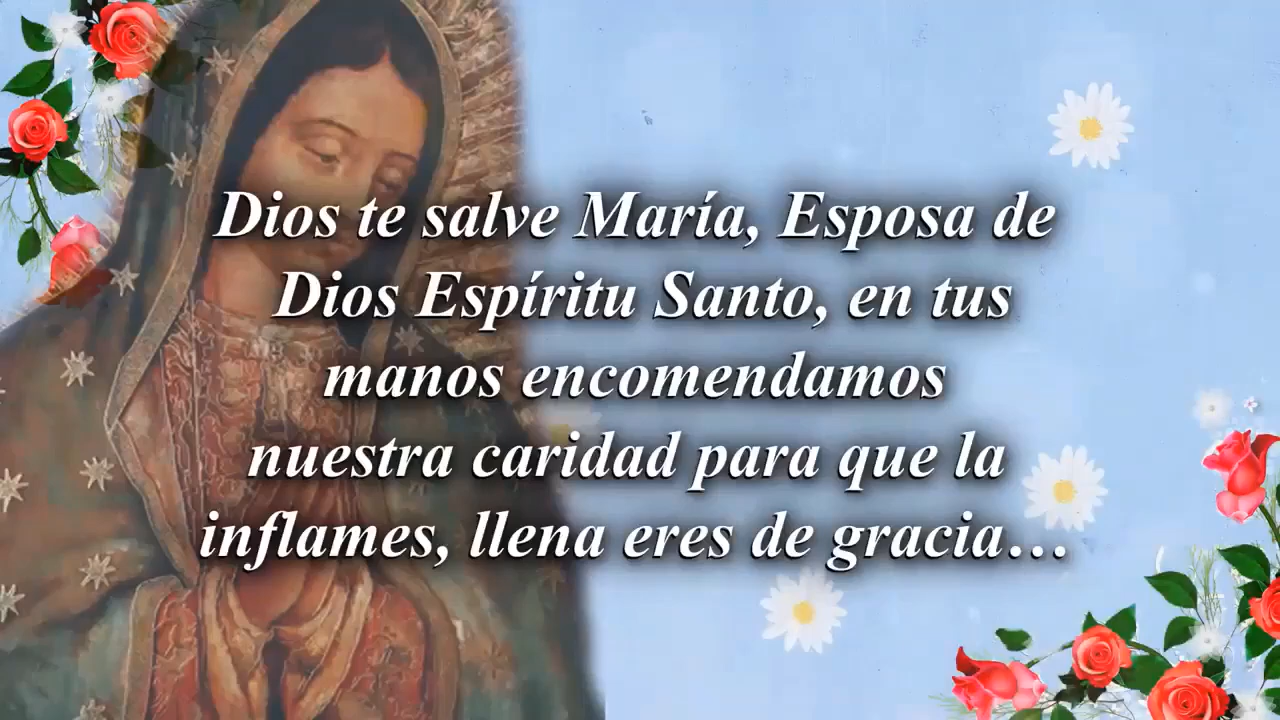 Dios te salve María, Esposa de
Dios Espíritu Santo, en tus
manos encomendamos
nuestra caridad para que la
inflames, llena eres de gracia…